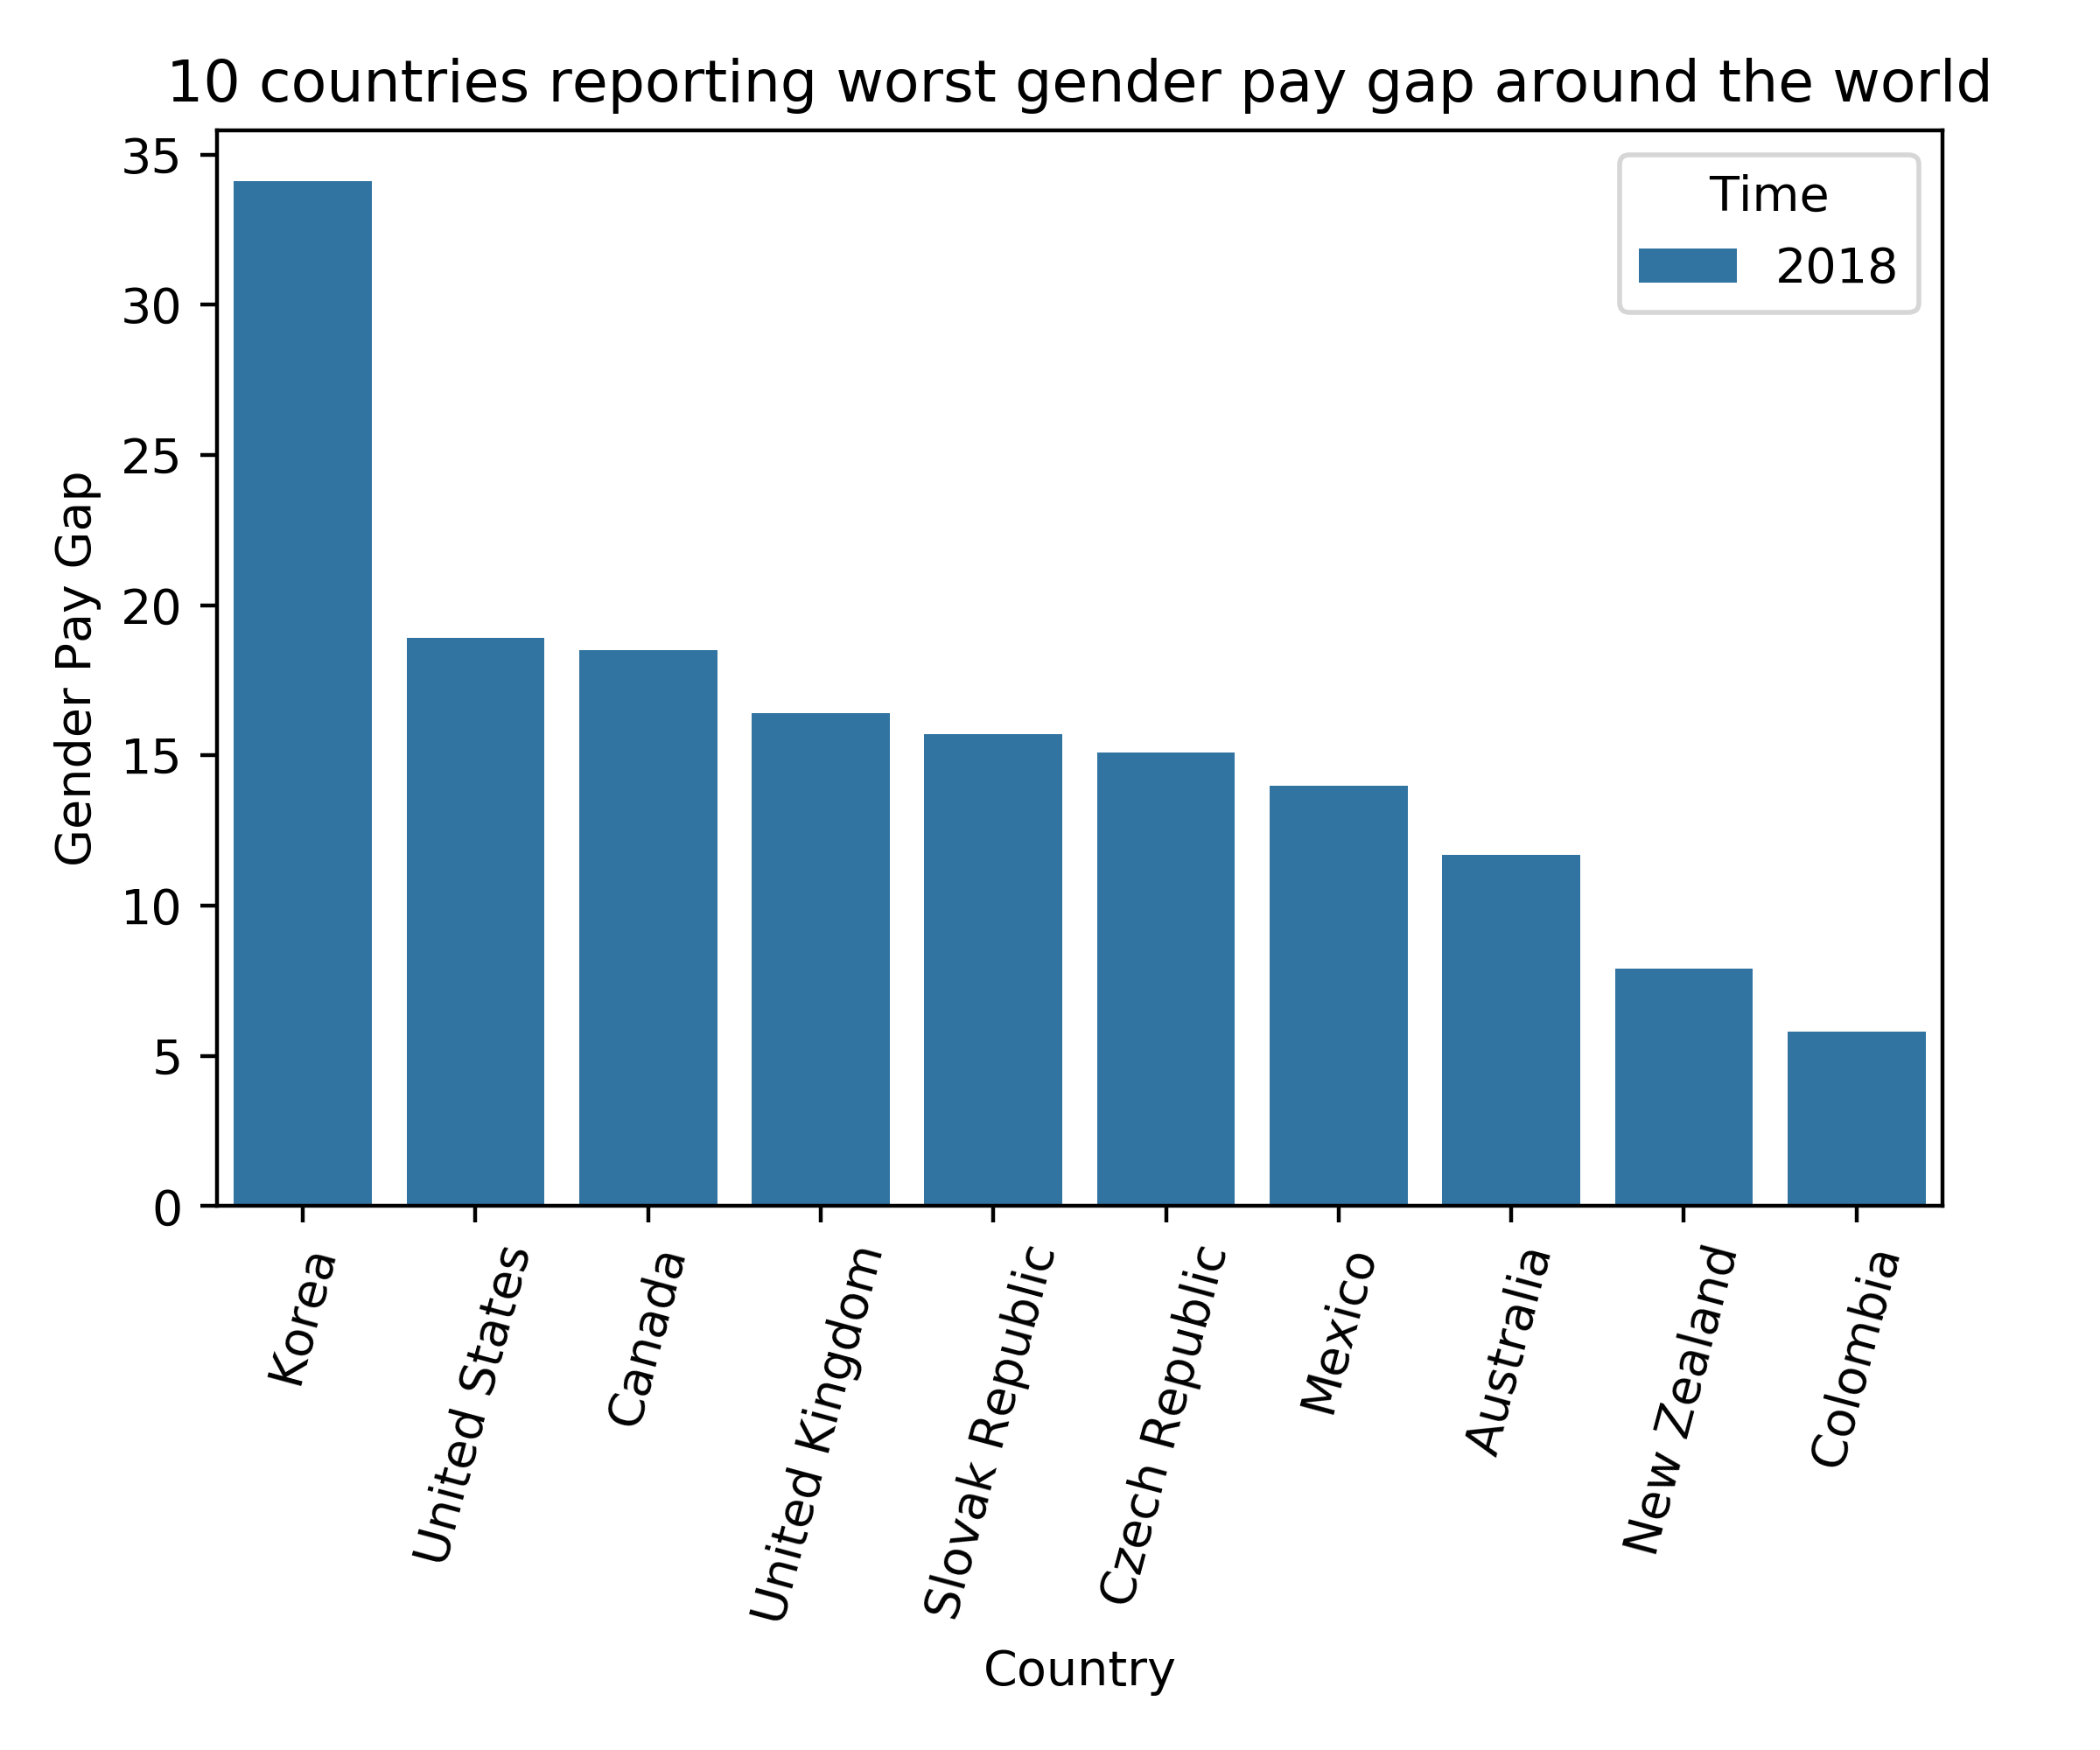 10 countries reporting worst gender pay gap around the world
Time
2018
35
30
25
20
15
10
5
0
Gender Pay Gap
Korea
United States
Canada
United Kingdom
Slovak Republic
Czech Republic
Mexico
Australia
New Zealand
Colombia
Country